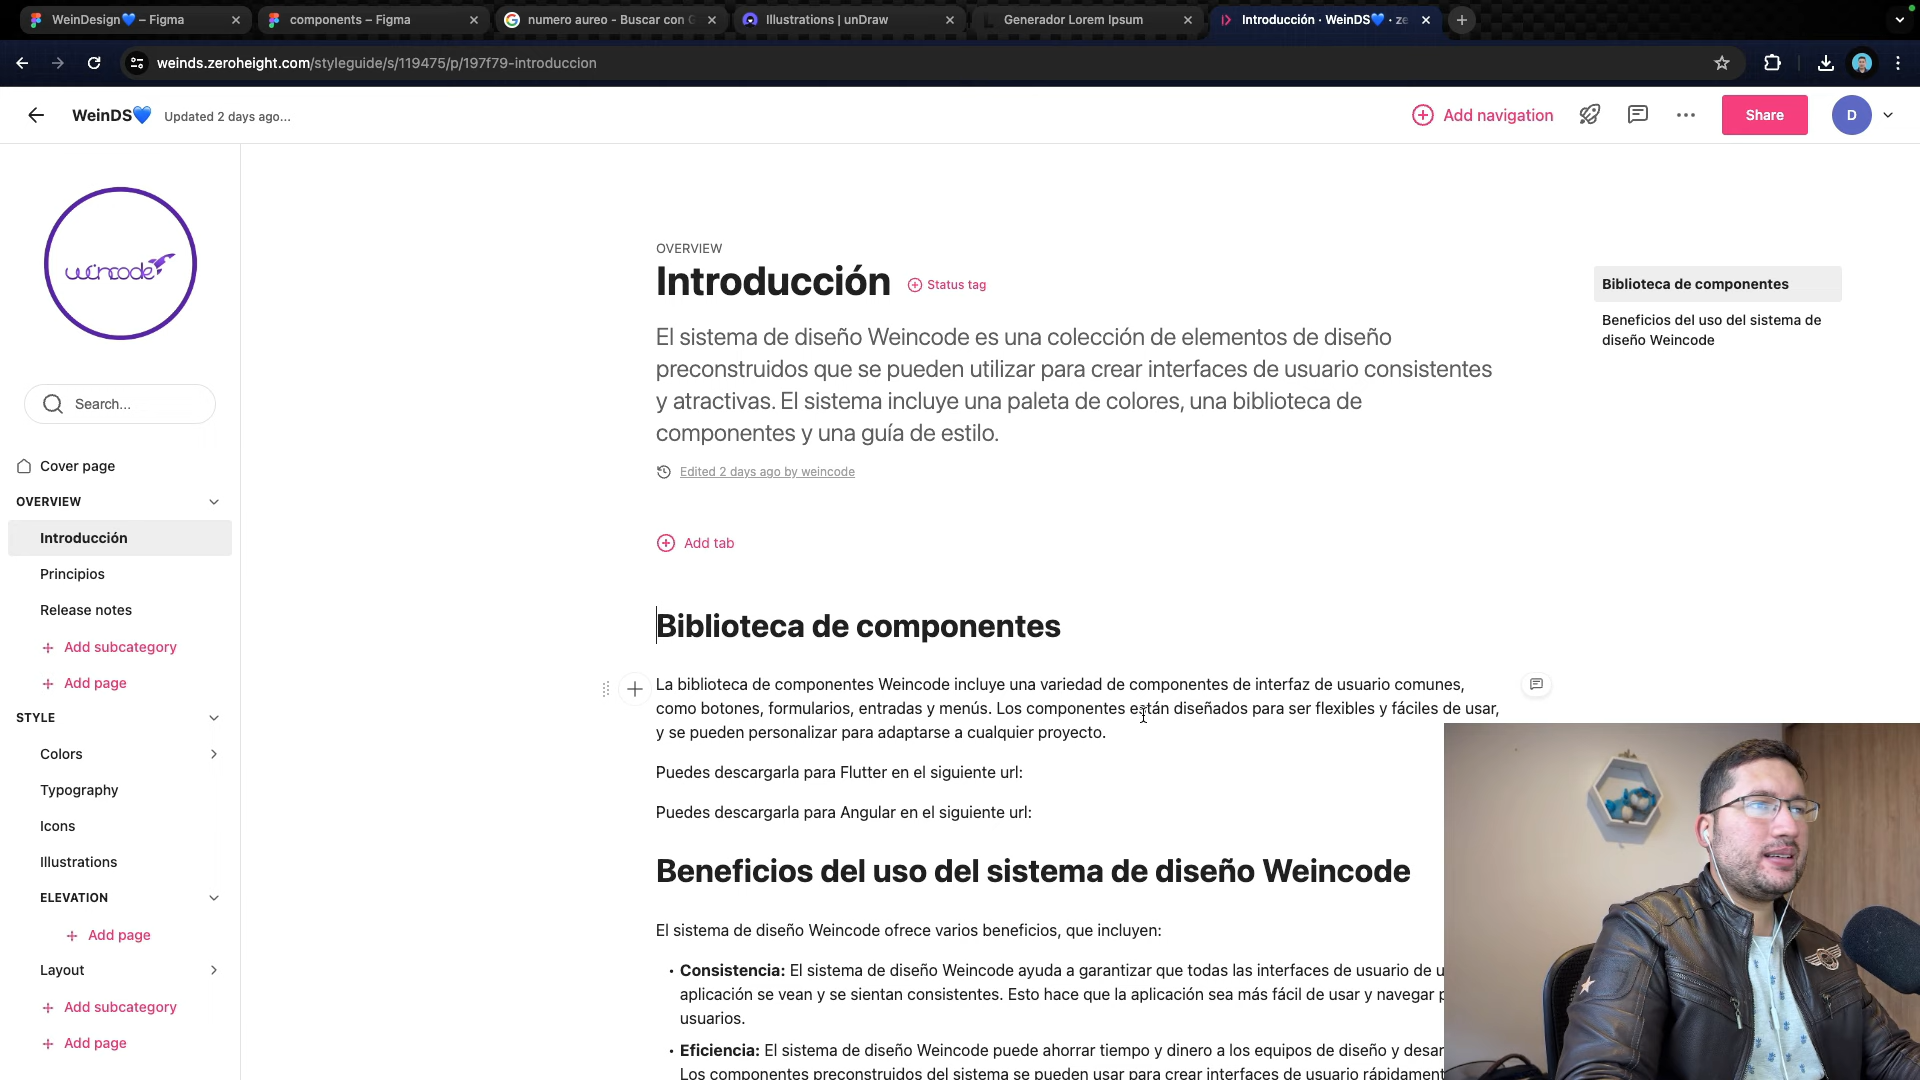 WeinDesign💙 – Figma
components – Figma
numero aureo - Buscar con G
Illustrations | unDraw
Generador Lorem Ipsum
Introducción · WeinDS💙 · ze
weinds.zeroheight.com/styleguide/s/119475/p/197f79-introduccion
WeinDS💙 Updated 2 days ago...
Add navigation
Share
D
weincode
Search...
Cover page
OVERVIEW
Introducción
Principios
Release notes
Add subcategory
Add page
STYLE
Colors
Typography
Icons
Illustrations
ELEVATION
Add page
Layout
Add subcategory
Add page
OVERVIEW
Introducción
Status tag
El sistema de diseño Weincode es una colección de elementos de diseño
preconstruidos que se pueden utilizar para crear interfaces de usuario consistentes
y atractivas. El sistema incluye una paleta de colores, una biblioteca de
componentes y una guía de estilo.
Edited 2 days ago by weincode
Add tab
Biblioteca de componentes
La biblioteca de componentes Weincode incluye una variedad de componentes de interfaz de usuario comunes,
como botones, formularios, entradas y menús. Los componentes están diseñados para ser flexibles y fáciles de usar,
y se pueden personalizar para adaptarse a cualquier proyecto.
Puedes descargarla para Flutter en el siguiente url:
Puedes descargarla para Angular en el siguiente url:
Beneficios del uso del sistema de diseño Weincode
El sistema de diseño Weincode ofrece varios beneficios, que incluyen:
• Consistencia: El sistema de diseño Weincode ayuda a garantizar que todas las interfaces de usuario de u
aplicación se vean y se sientan consistentes. Esto hace que la aplicación sea más fácil de usar y navegar p
usuarios.
• Eficiencia: El sistema de diseño Weincode puede ahorrar tiempo y dinero a los equipos de diseño y desar
Los componentes preconstruidos del sistema se pueden usar para crear interfaces de usuario rápidament
Biblioteca de componentes
Beneficios del uso del sistema de
diseño Weincode